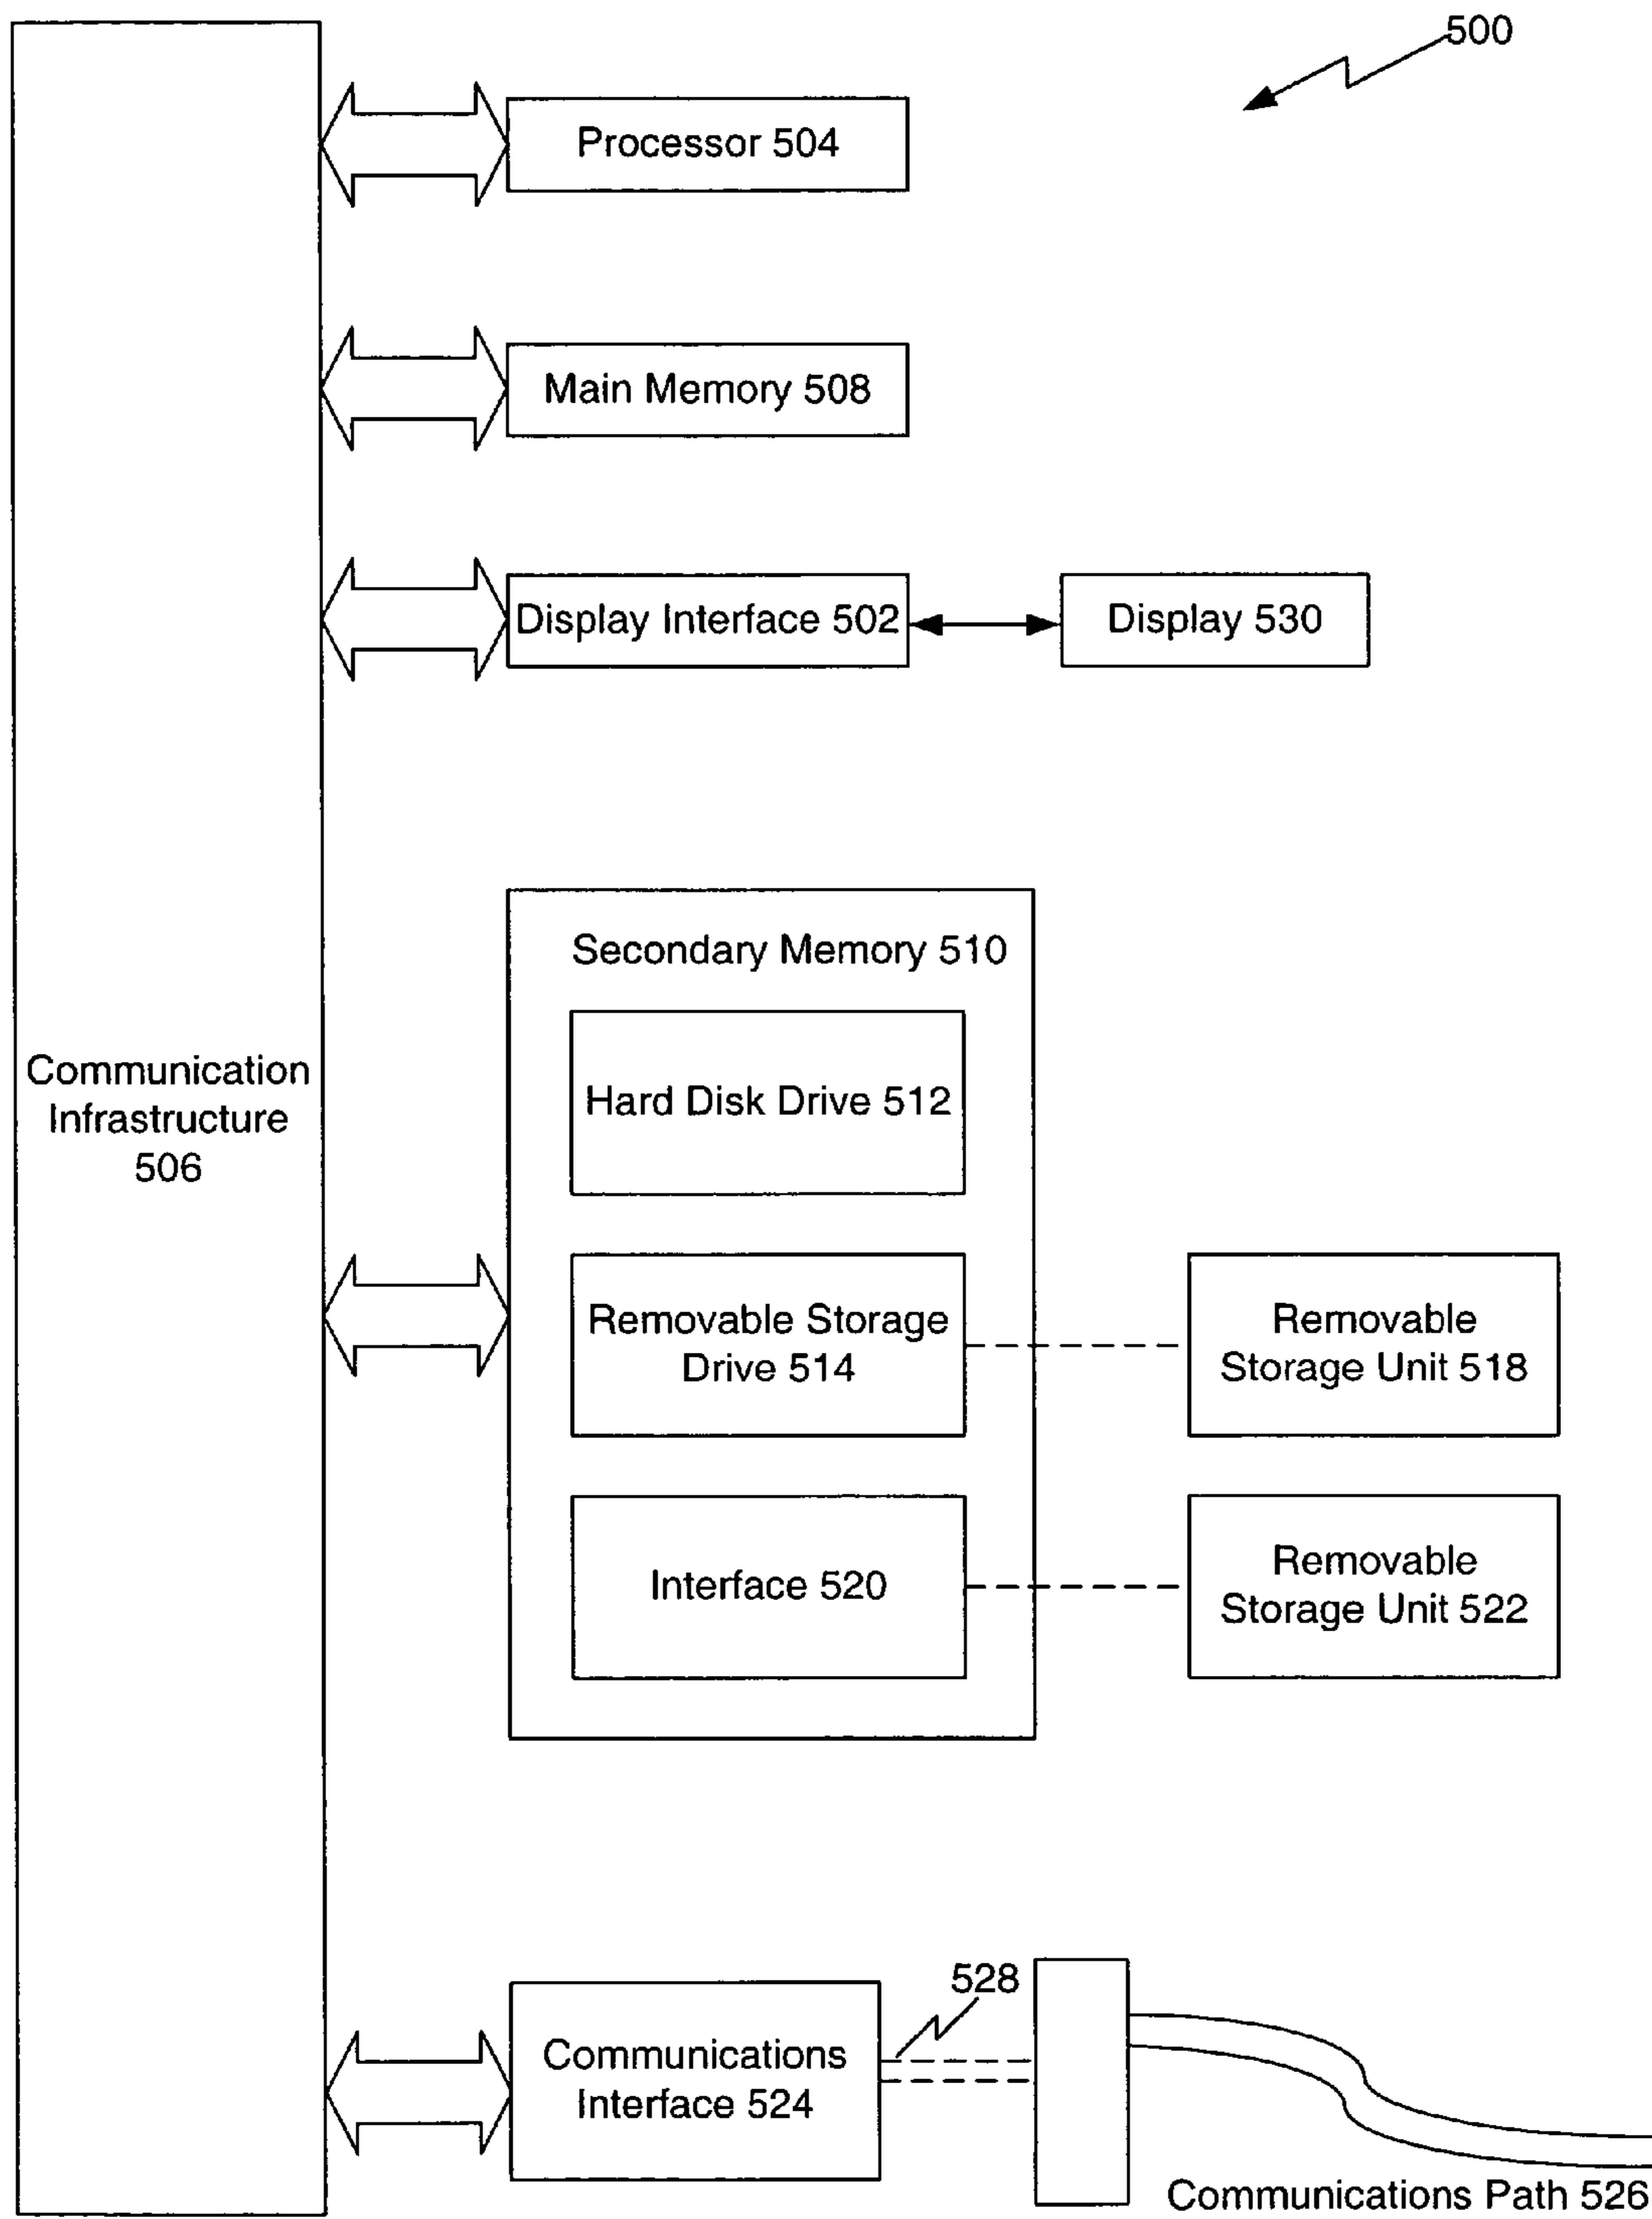 500
Processor 504
Main Memory 508
Display Interface 502
Display 530
Secondary Memory 510
Hard Disk Drive 512
Communication
Infrastructure
506
Removable Storage
Drive 514
Removable
Storage Unit 518
Interface 520
Removable
Storage Unit 522
528
Communications
Interface 524
Communications Path 526